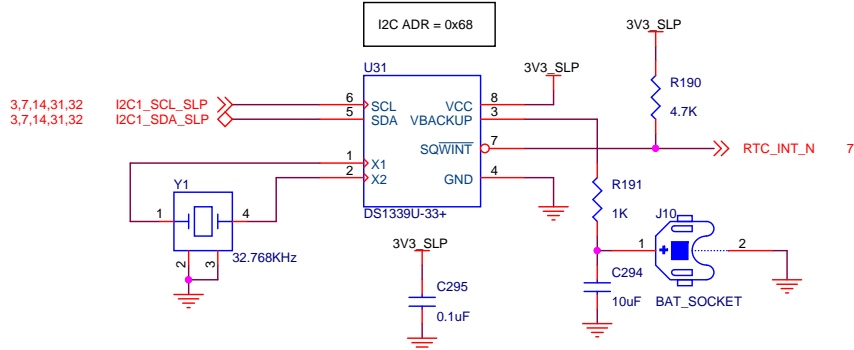 I2C ADR = 0x68
3V3_SLP
U31
3V3_SLP
R190
4.7K
3,7,14,31,32 I2C1_SCL_SLP 6 SCL VCC 8
3,7,14,31,32 I2C1_SDA_SLP 5 SDA VBACKUP 3
SQWINT 7 RTC_INT_N 7
1 X1
2 X2 GND 4
Y1
R191
1K
DS1339U-33+
J10
1 4
1 + 2
32.768KHz
3V3_SLP
2 3
C295
0.1uF
C294
10uF
BAT_SOCKET